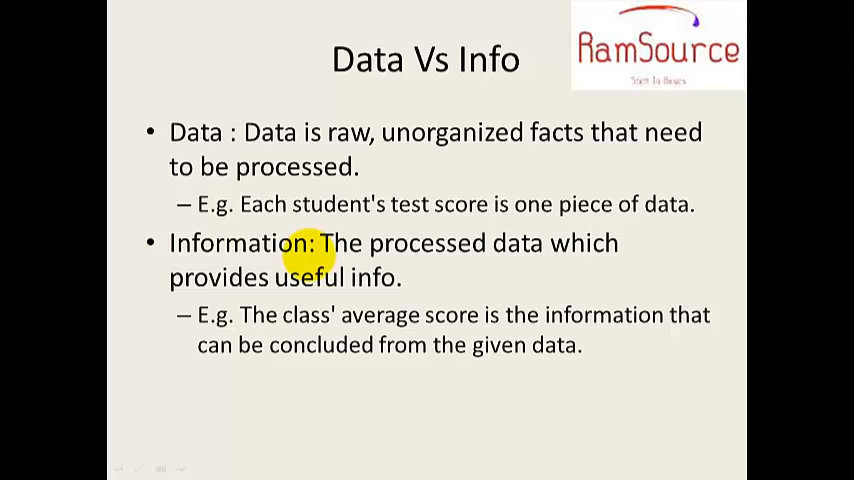 RamSource
Start To Basics
Data Vs Info
• Data : Data is raw, unorganized facts that need
to be processed.
– E.g. Each student's test score is one piece of data.
• Information: The processed data which
provides useful info.
– E.g. The class' average score is the information that
can be concluded from the given data.